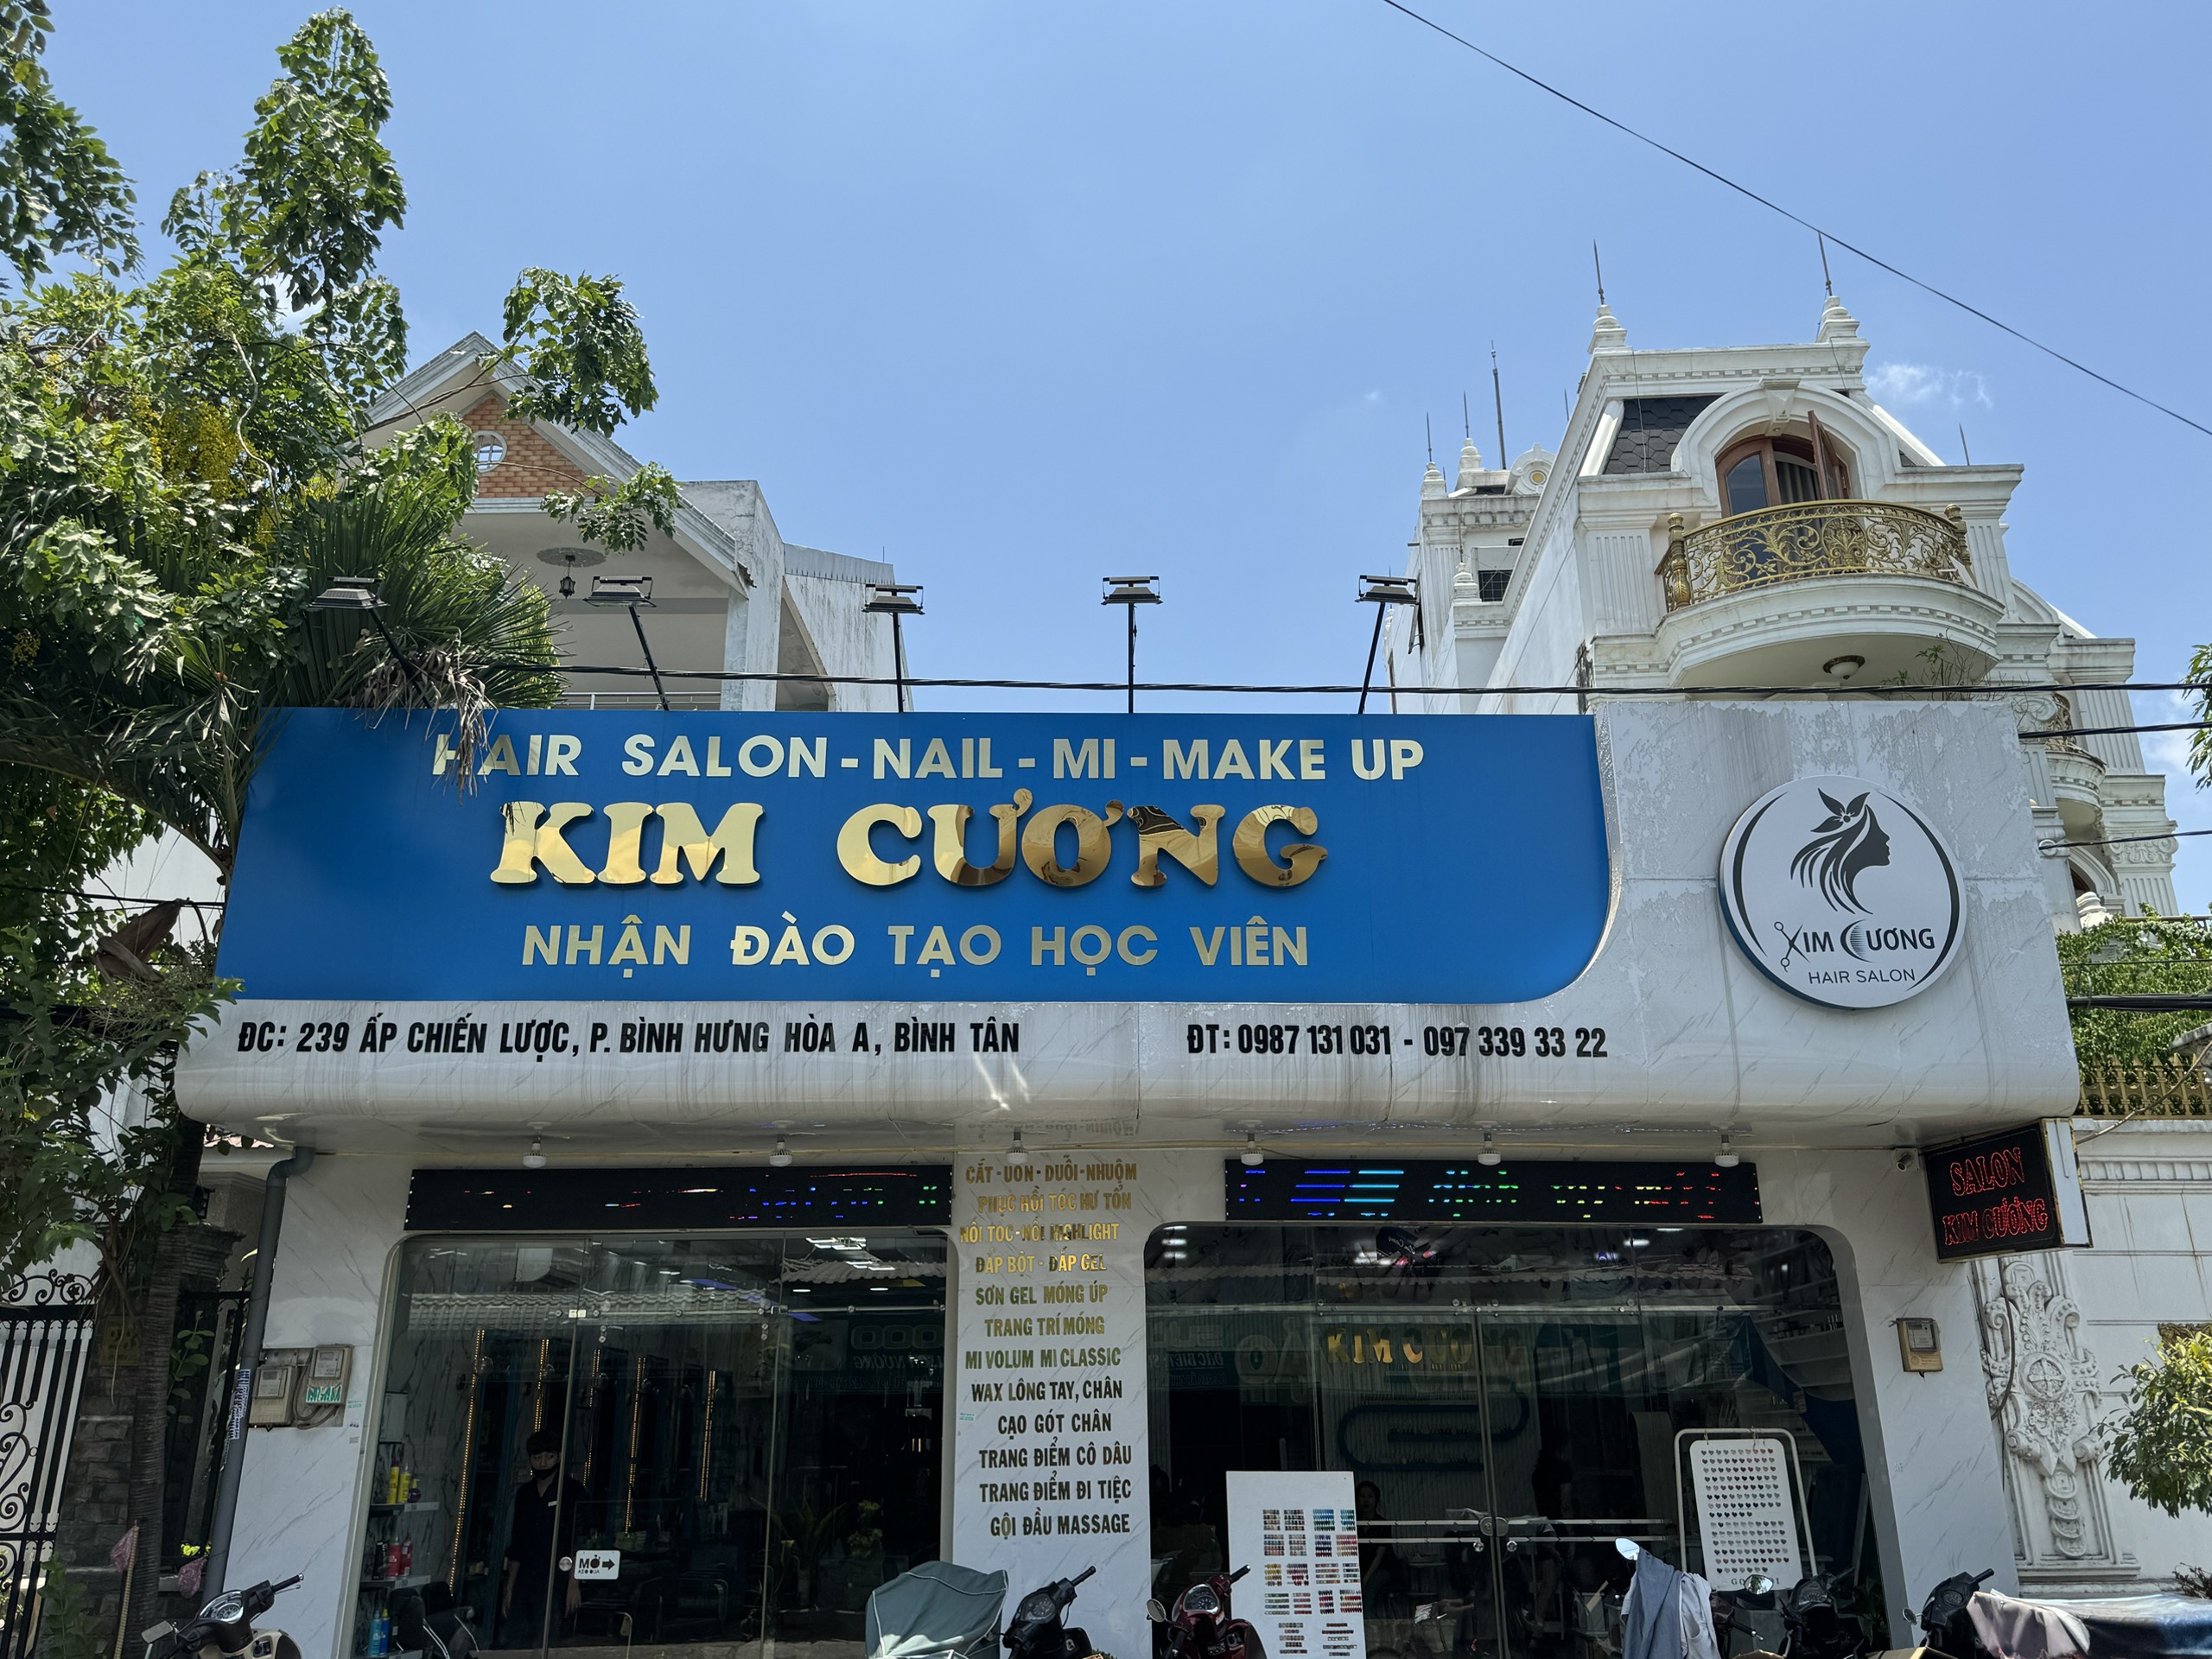 HAIR SALON - NAIL - MI - MAKE UP
KIM CƯƠNG
NHẬN ĐÀO TẠO HỌC VIÊN
KIM CƯƠNG
HAIR SALON
ĐC: 239 ẤP CHIẾN LƯỢC, P. BÌNH HƯNG HÒA A, BÌNH TÂN
ĐT: 0987 131 031 - 097 339 33 22
SALON
KIM CƯƠNG
CẮT - UỐN - DUỖI - NHUỘM
PHỤC HỒI TÓC HƯ TỔN
NỐI TÓC - NỐI HIGHLIGHT
ĐẮP BỘT - ĐẮP GEL
SƠN GEL MÓNG ÚP
TRANG TRÍ MÓNG
MI VOLUM MI CLASSIC
WAX LÔNG TAY, CHÂN
CẠO GÓT CHÂN
TRANG ĐIỂM CÔ DÂU
TRANG ĐIỂM ĐI TIỆC
GỘI ĐẦU MASSAGE
KIM CƯƠNG
MỞ
KÉO QUA